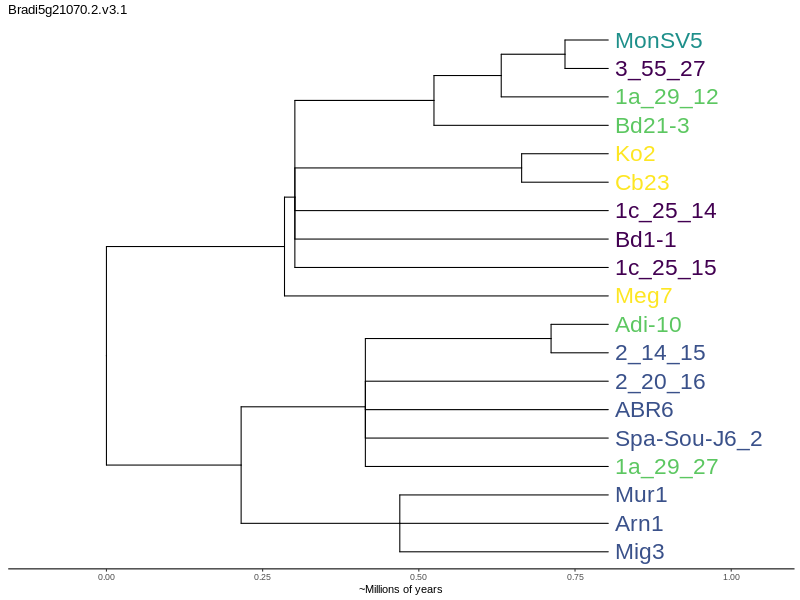 Bradi5g21070.2.v3.1
MonSV5
3_55_27
1a_29_12
Bd21-3
Ko2
Cb23
1c_25_14
Bd1-1
1c_25_15
Meg7
Adi-10
2_14_15
2_20_16
ABR6
Spa-Sou-J6_2
1a_29_27
Mur1
Arn1
Mig3
0.00 0.25 0.50 0.75 1.00
~Millions of years